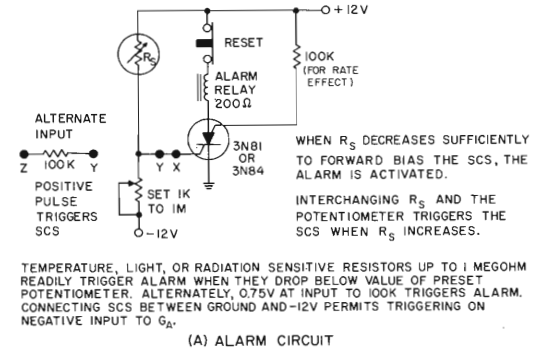 +12V
RESET
RS
100K
(FOR RATE
EFFECT)
ALARM
RELAY
200Ω
ALTERNATE
INPUT
Z 100K Y
Y X
3N81
OR
3N84
POSITIVE
PULSE
TRIGGERS
SCS
SET 1K
TO 1M
-12V
WHEN RS DECREASES SUFFICIENTLY
TO FORWARD BIAS THE SCS, THE
ALARM IS ACTIVATED.
INTERCHANGING RS AND THE
POTENTIOMETER TRIGGERS THE
SCS WHEN RS INCREASES.
TEMPERATURE, LIGHT, OR RADIATION SENSITIVE RESISTORS UP TO 1 MEGOHM
READILY TRIGGER ALARM WHEN THEY DROP BELOW VALUE OF PRESET
POTENTIOMETER. ALTERNATELY, 0.75V AT INPUT TO 100K TRIGGERS ALARM.
CONNECTING SCS BETWEEN GROUND AND -12V PERMITS TRIGGERING ON
NEGATIVE INPUT TO GA.
(A) ALARM CIRCUIT